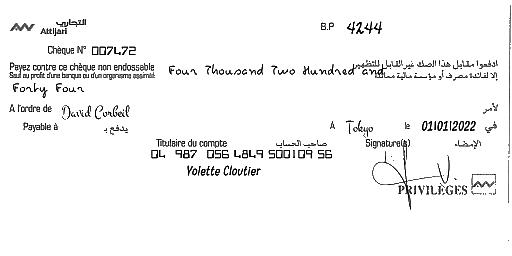 التجاري
Attijari
B.P 4244
Chèque N° 007472
Payez contre ce chèque non endossable
ادفعوا مقابل هذا الصك غير القابل للتظهير
Sauf au profit d'une banque ou d'un organisme assimilé
إلا لفائدة مصرف أو مؤسسة مالية
Four Thousand Two Hundred and
Forty Four
A l'ordre de David Corbeil
لأمر
Payable à
يدفع بـ
A Tokyo le 01/01/2022 في
Titulaire du compte صاحب الحساب
Signature(s) الإمضاء
04 987 056 4849 500109 56
Yolette Cloutier
PRIVILÈGES